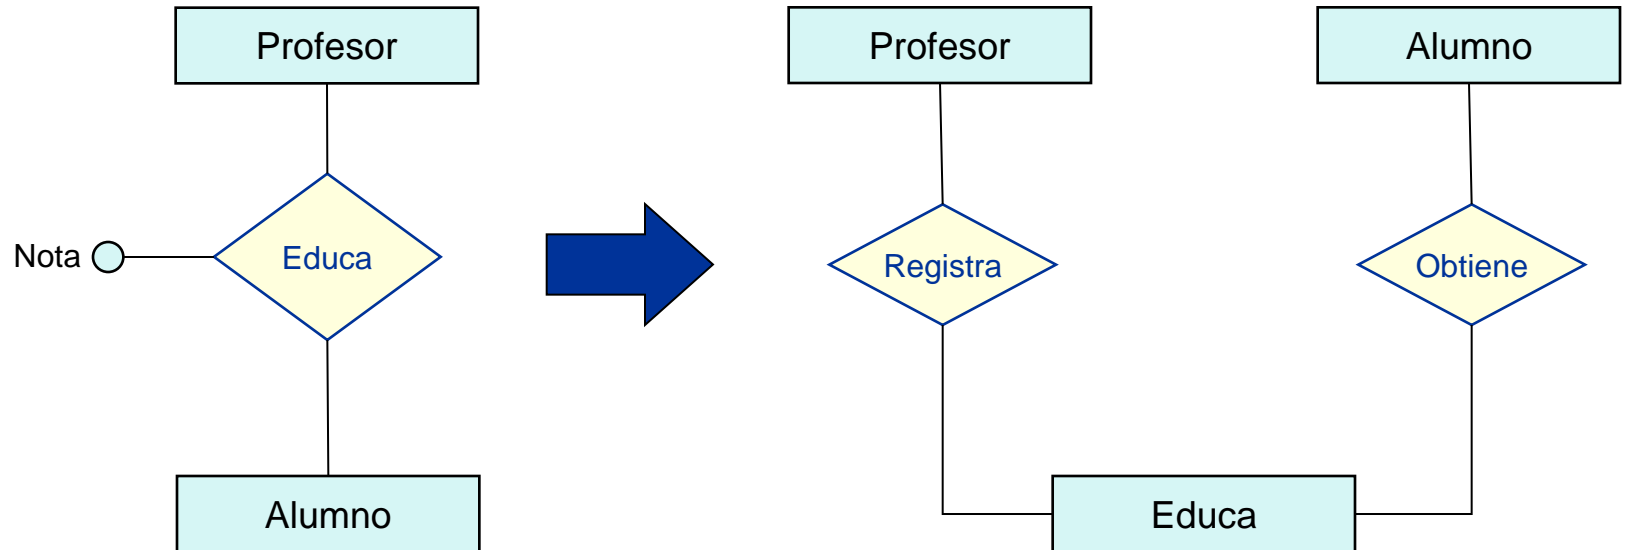 Profesor
Nota
Educa
Alumno
Profesor
Alumno
Registra
Obtiene
Educa